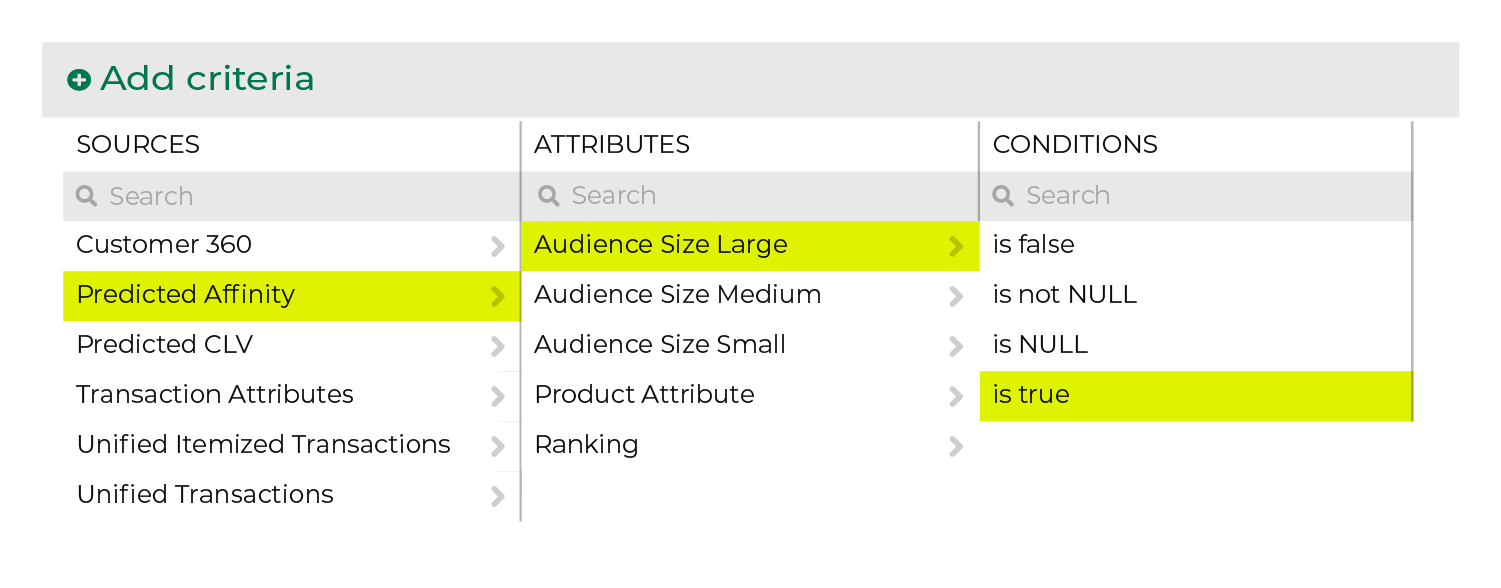 Add criteria
SOURCES
Search
Customer 360
Predicted Affinity
Predicted CLV
Transaction Attributes
Unified Itemized Transactions
Unified Transactions
ATTRIBUTES
Search
Audience Size Large
Audience Size Medium
Audience Size Small
Product Attribute
Ranking
CONDITIONS
Search
is false
is not NULL
is NULL
is true